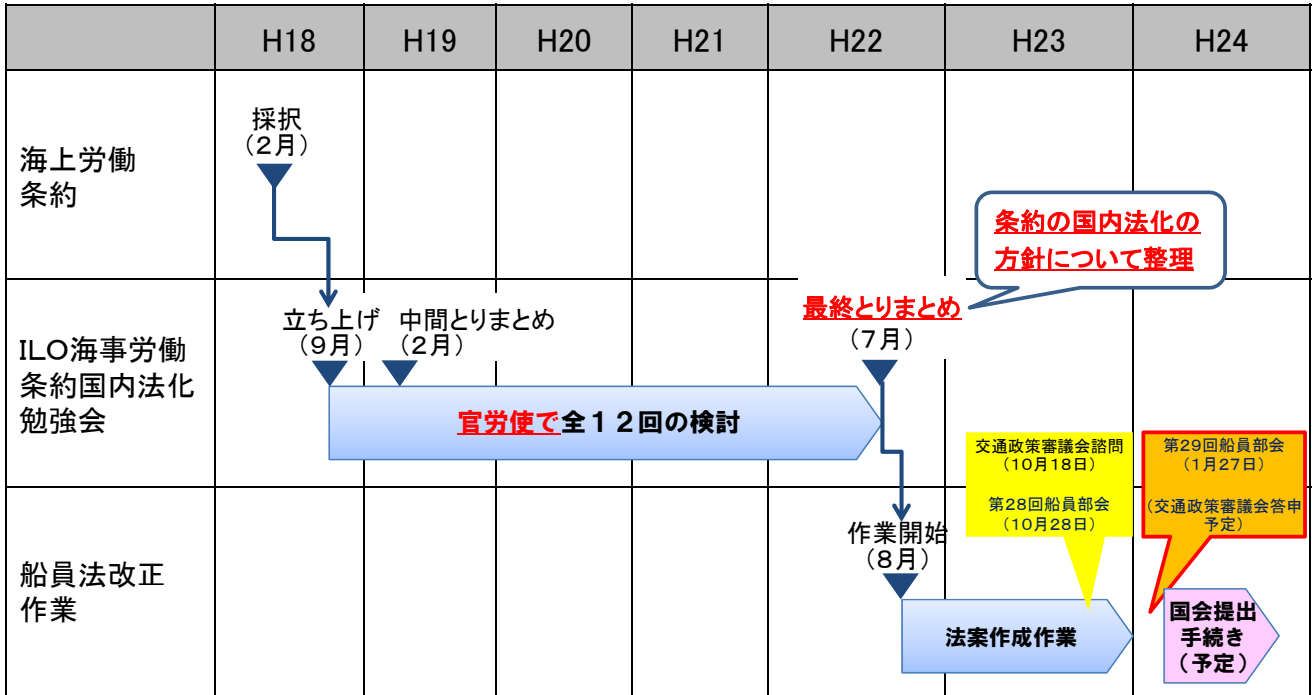 H18 H19 H20 H21 H22 H23 H24
海上労働
条約
採択
（２月）
条約の国内法化の
方針について整理
ILO海事労働
条約国内法化
勉強会
立ち上げ
（９月）
中間とりまとめ
（２月）
最終とりまとめ
（７月）
官労使で全１２回の検討
船員法改正
作業
作業開始
（８月）
法案作成作業
交通政策審議会諮問
（10月18日）
第28回船員部会
（10月28日）
第29回船員部会
（1月27日）
（交通政策審議会答申
予定）
国会提出
手続き
（予定）